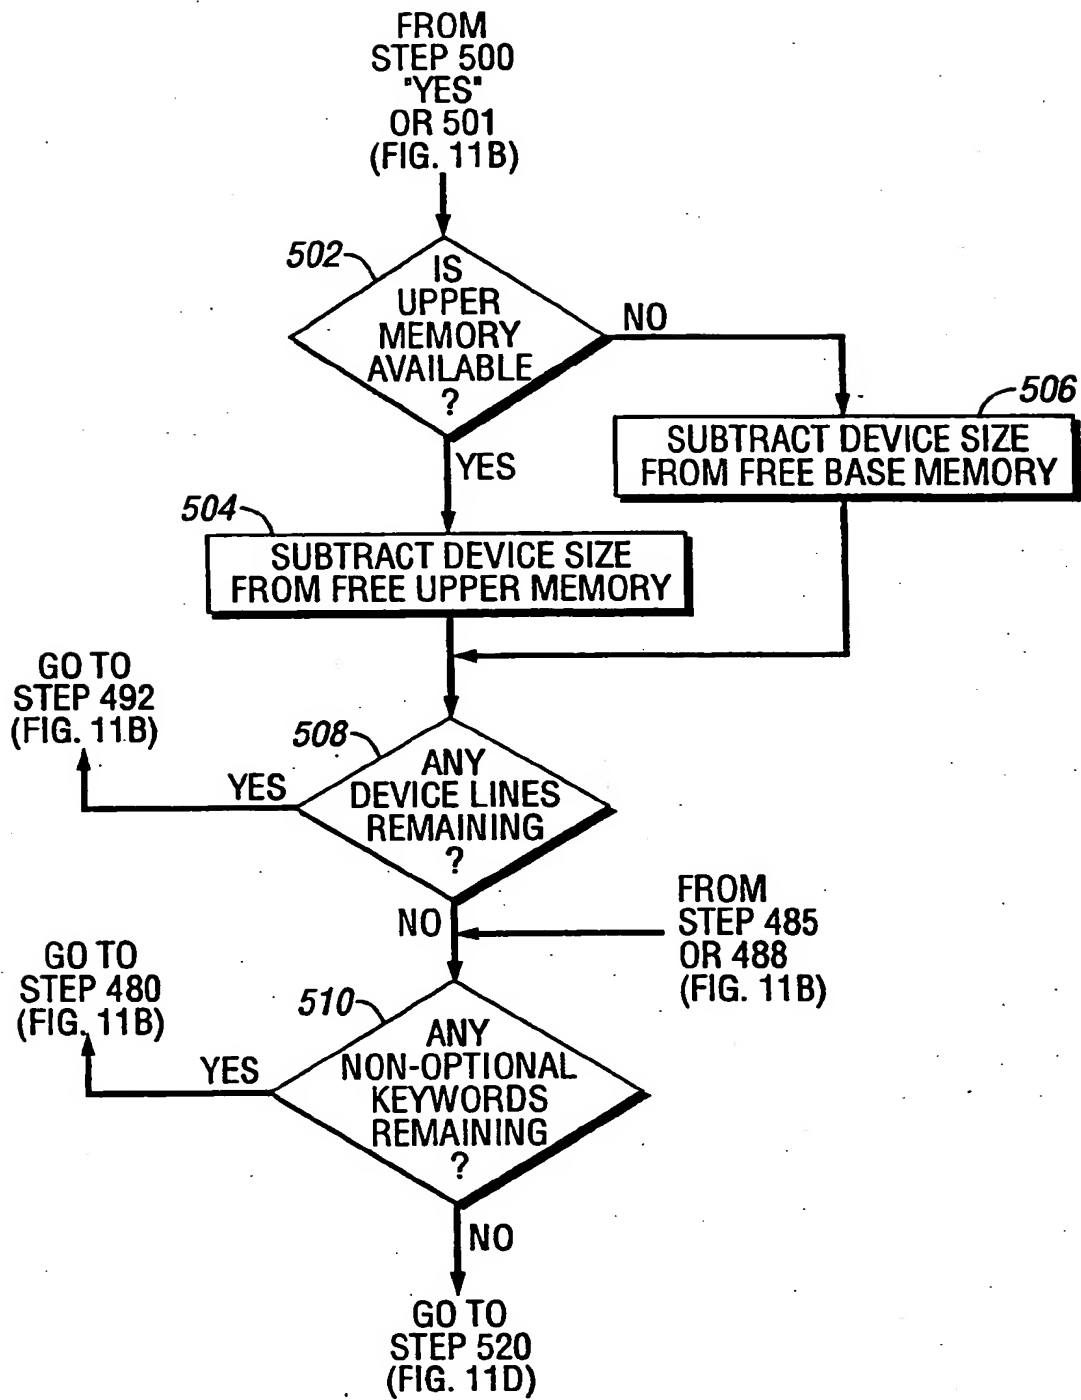 FROM
STEP 500
"YES"
OR 501
(FIG. 11B)
502
IS
UPPER
MEMORY
AVAILABLE
?
NO
YES
506
SUBTRACT DEVICE SIZE
FROM FREE BASE MEMORY
504
SUBTRACT DEVICE SIZE
FROM FREE UPPER MEMORY
GO TO
STEP 492
(FIG. 11B)
508
ANY
DEVICE LINES
REMAINING
?
YES
NO
FROM
STEP 485
OR 488
(FIG. 11B)
GO TO
STEP 480
(FIG. 11B)
510
ANY
NON-OPTIONAL
KEYWORDS
REMAINING
?
YES
NO
GO TO
STEP 520
(FIG. 11D)